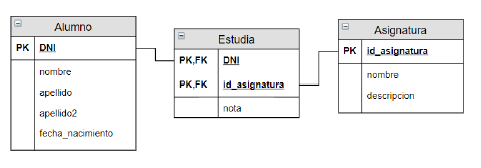 Alumno
PK DNI
nombre
apellido
apellido2
fecha_nacimiento
Estudia
PK,FK DNI
PK,FK id_asignatura
nota
Asignatura
PK id_asignatura
nombre
descripcion